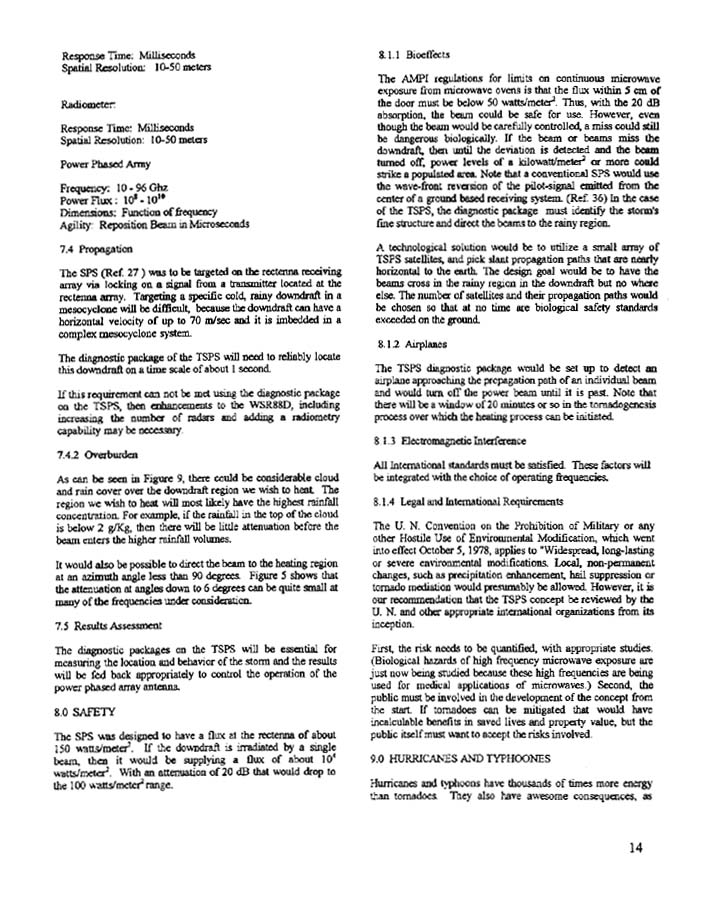 Response Time: Milliseconds
Spatial Resolution: 10-50 meters
Radiometer:
Response Time: Milliseconds
Spatial Resolution: 10-50 meters
Power Phased Array
Frequency: 10 - 96 Ghz
Power Flux : 10⁸ - 10¹⁰
Dimensions: Function of frequency
Agility: Reposition Beam in Microseconds
7.4 Propagation
The SPS (Ref. 27 ) was to be targeted on the rectenna receiving
array via locking on a signal from a transmitter located at the
rectenna array. Targeting a specific cold, rainy downdraft in a
mesocyclone will be difficult, because the downdraft can have a
horizontal velocity of up to 70 m/sec and it is imbedded in a
complex mesocyclone system.
The diagnostic package of the TSPS will need to reliably locate
this downdraft on a time scale of about 1 second.
If this requirement can not be met using the diagnostic package
on the TSPS, then enhancements to the WSR88D, including
increasing the number of radars and adding a radiometry
capability may be necessary.
7.4.2 Overburden
As can be seen in Figure 9, there could be considerable cloud
and rain cover over the downdraft region we wish to heat. The
region we wish to heat will most likely have the highest rainfall
concentration. For example, if the rainfall in the top of the cloud
is below 2 g/Kg, then there will be little attenuation before the
beam enters the higher rainfall volumes.
It would also be possible to direct the beam to the heating region
at an azimuth angle less than 90 degrees. Figure 5 shows that
the attenuation at angles down to 6 degrees can be quite small at
many of the frequencies under consideration.
7.5 Results Assessment
The diagnostic packages on the TSPS will be essential for
measuring the location and behavior of the storm and the results
will be fed back appropriately to control the operation of the
power phased array antenna.
8.0 SAFETY
The SPS was designed to have a flux at the rectenna of about
150 watts/meter². If the downdraft is irradiated by a single
beam, then it would be supplying a flux of about 10⁴
watts/meter². With an attenuation of 20 dB that would drop to
the 100 watts/meter² range.
8.1.1 Bioeffects
The AMPI regulations for limits on continuous microwave
exposure from microwave ovens is that the flux within 5 cm of
the door must be below 50 watts/meter². Thus, with the 20 dB
absorption, the beam could be safe for use. However, even
though the beam would be carefully controlled, a miss could still
be dangerous biologically. If the beam or beams miss the
downdraft, then until the deviation is detected and the beam
turned off, power levels of a kilowatt/meter² or more could
strike a populated area. Note that a conventional SPS would use
the wave-front reversion of the pilot-signal emitted from the
center of a ground based receiving system. (Ref. 36) In the case
of the TSPS, the diagnostic package must identify the storm's
fine structure and direct the beams to the rainy region.
A technological solution would be to utilize a small array of
TSPS satellites, and pick slant propagation paths that are nearly
horizontal to the earth. The design goal would be to have the
beams cross in the rainy region in the downdraft but no where
else. The number of satellites and their propagation paths would
be chosen so that at no time are biological safety standards
exceeded on the ground.
8.1.2 Airplanes
The TSPS diagnostic package would be set up to detect an
airplane approaching the propagation path of an individual beam
and would turn off the power beam until it is past. Note that
there will be a window of 20 minutes or so in the tornadogenesis
process over which the heating process can be initiated.
8.1.3 Electromagnetic Interference
All International standards must be satisfied. These factors will
be integrated with the choice of operating frequencies.
8.1.4 Legal and International Requirements
The U. N. Convention on the Prohibition of Military or any
other Hostile Use of Environmental Modification, which went
into effect October 5, 1978, applies to "Widespread, long-lasting
or severe environmental modifications. Local, non-permanent
changes, such as precipitation enhancement, hail suppression or
tornado mediation would presumably be allowed. However, it is
our recommendation that the TSPS concept be reviewed by the
U. N. and other appropriate international organizations from its
inception.
First, the risk needs to be quantified, with appropriate studies.
(Biological hazards of high frequency microwave exposure are
just now being studied because these high frequencies are being
used for medical applications of microwaves.) Second, the
public must be involved in the development of the concept from
the start. If tornadoes can be mitigated that would have
incalculable benefits in saved lives and property value, but the
public itself must want to accept the risks involved.
9.0 HURRICANES AND TYPHOONES
Hurricanes and typhoons have thousands of times more energy
than tornadoes. They also have awesome consequences, as
14